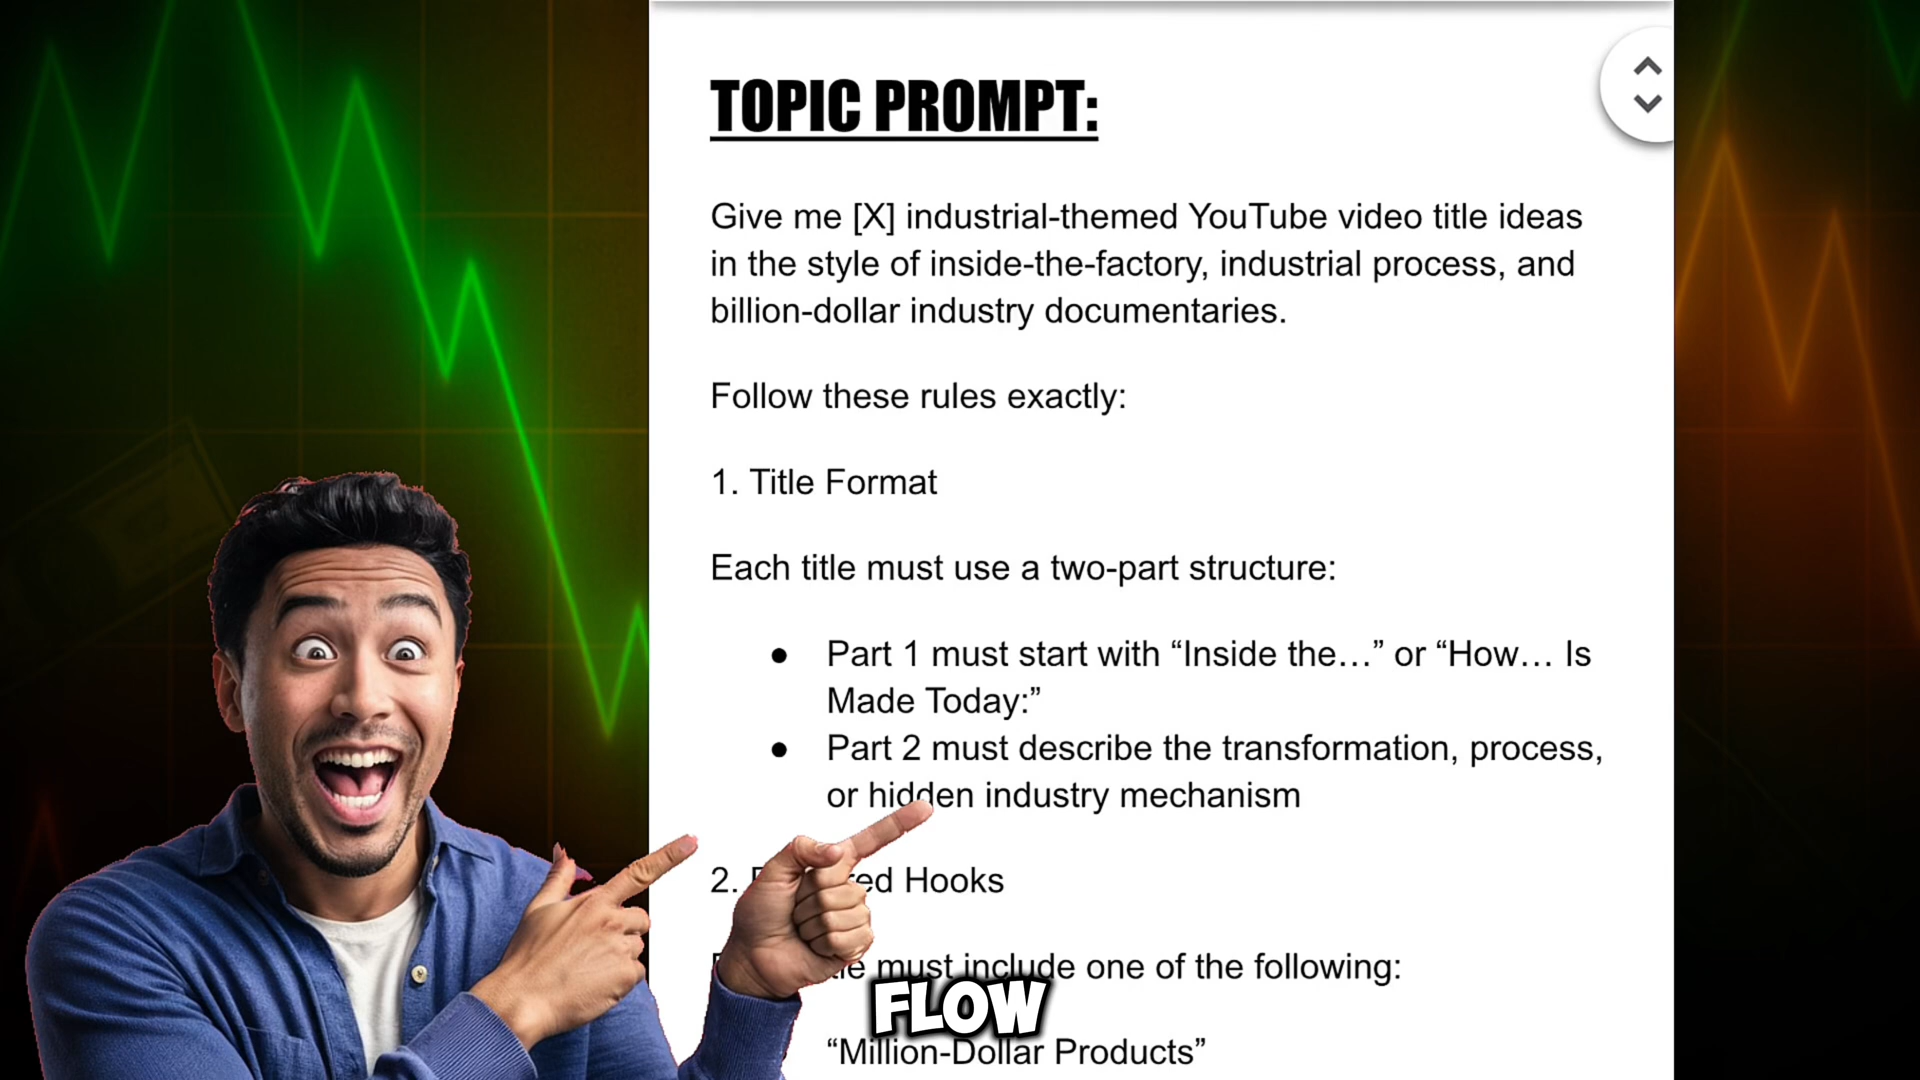 TOPIC PROMPT:
Give me [X] industrial-themed YouTube video title ideas
in the style of inside-the-factory, industrial process, and
billion-dollar industry documentaries.
Follow these rules exactly:
1. Title Format
Each title must use a two-part structure:
● Part 1 must start with “Inside the…” or “How… Is
Made Today:”
● Part 2 must describe the transformation, process,
or hidden industry mechanism
2. Hooks
must include one of the following:
FLOW
“Million-Dollar Products”